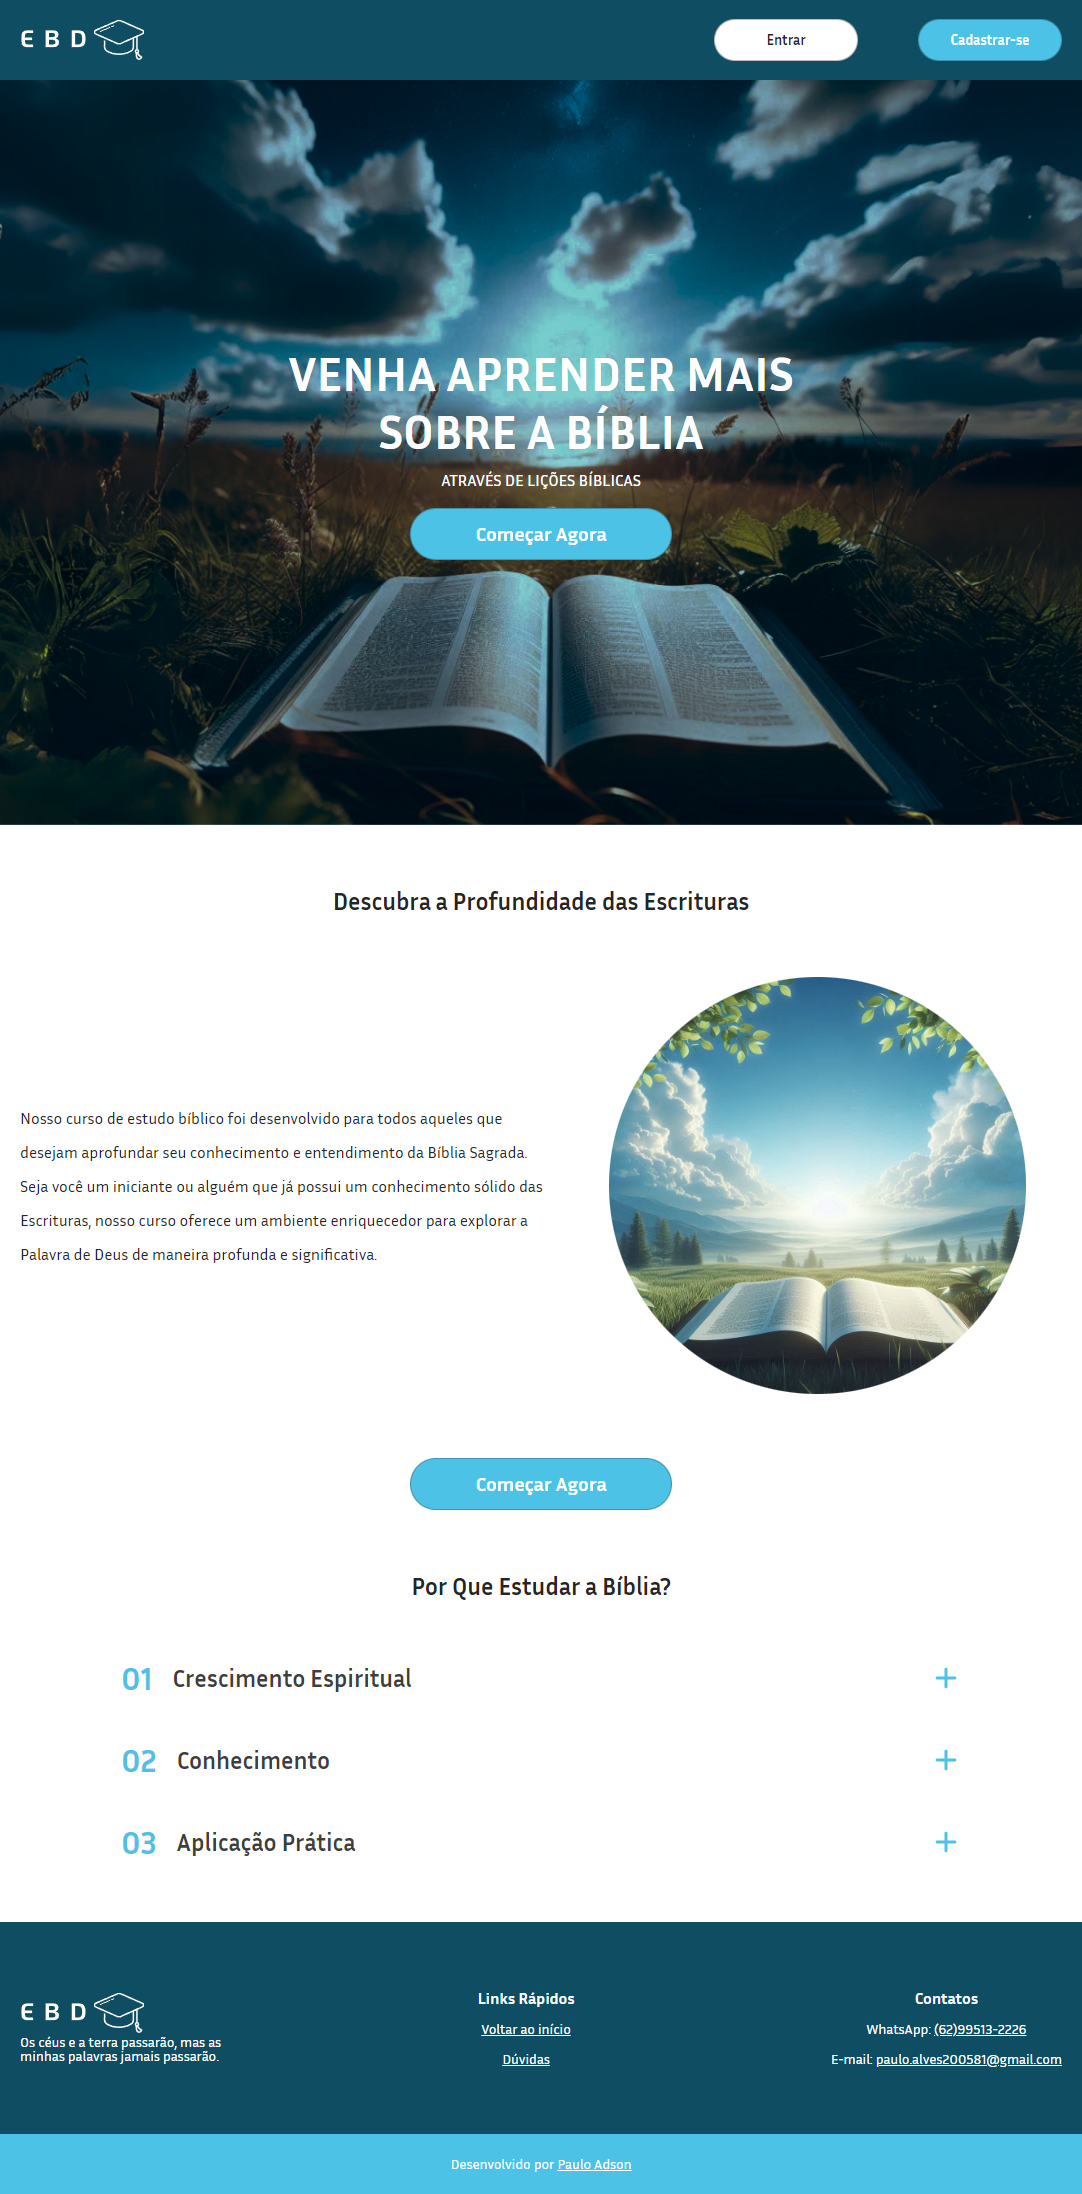 EBD
Entrar
Cadastrar-se
VENHA APRENDER MAIS
SOBRE A BÍBLIA
ATRAVÉS DE LIÇÕES BÍBLICAS
Começar Agora
Descubra a Profundidade das Escrituras
Nosso curso de estudo bíblico foi desenvolvido para todos aqueles que
desejam aprofundar seu conhecimento e entendimento da Bíblia Sagrada.
Seja você um iniciante ou alguém que já possui um conhecimento sólido das
Escrituras, nosso curso oferece um ambiente enriquecedor para explorar a
Palavra de Deus de maneira profunda e significativa.
Começar Agora
Por Que Estudar a Bíblia?
01 Crescimento Espiritual
02 Conhecimento
03 Aplicação Prática
EBD
Os céus e a terra passarão, mas as
minhas palavras jamais passarão.
Links Rápidos
Voltar ao início
Dúvidas
Contatos
WhatsApp: (62)99513-2226
E-mail: paulo.alves200581@gmail.com
Desenvolvido por Paulo Adson